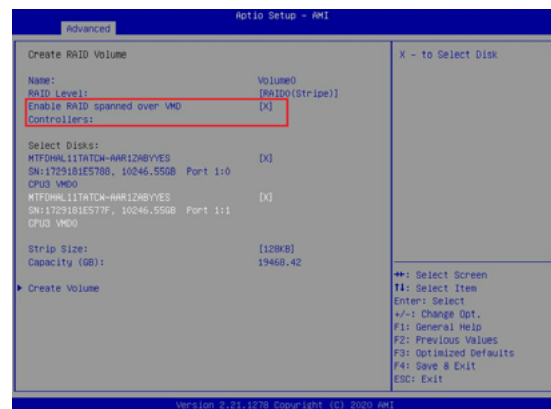 Aptio Setup - AMI
Advanced
Create RAID Volume
Name: Volume0
RAID Level: [RAID0(Stripe)]
Enable RAID spanned over VMD [X]
Controllers:
Select Disks:
MTFDHAL11TATCW-AAR1ZABYYES [X]
SN:1729181E5788, 10246.55GB Port 1:0
CPU3 VMD0
MTFDHAL11TATCW-AAR1ZABYYES [X]
SN:1729181E577F, 10246.55GB Port 1:1
CPU3 VMD0
Strip Size: [128KB]
Capacity (GB): 19468.42
Create Volume
X - to Select Disk
↔: Select Screen
↑↓: Select Item
Enter: Select
+/-: Change Opt.
F1: General Help
F2: Previous Values
F3: Optimized Defaults
F4: Save & Exit
ESC: Exit
Version 2.21.1278 Copyright (C) 2020 AMI